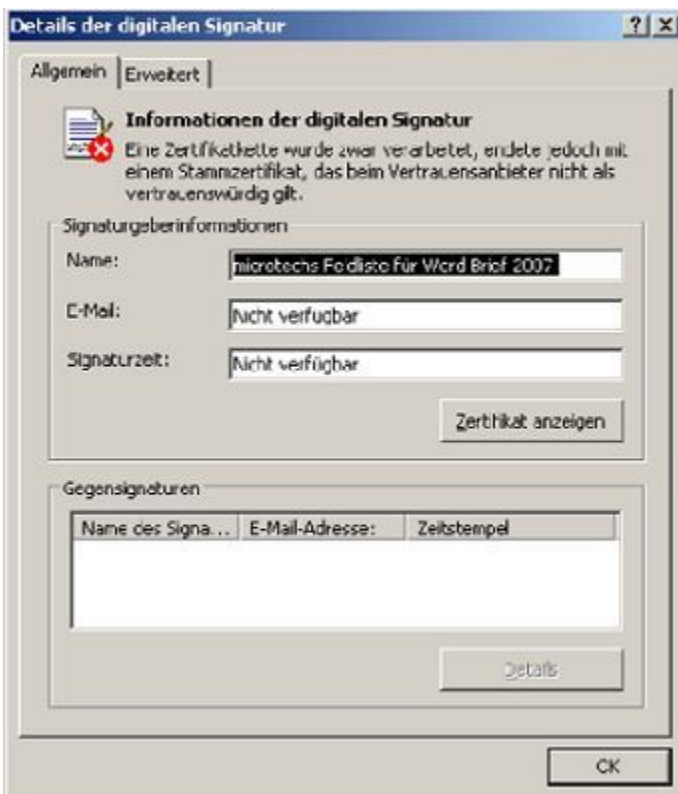 Details der digitalen Signatur
Allgemein
Erweitert
Informationen der digitalen Signatur
Eine Zertifikatkette wurde zwar verarbeitet, endete jedoch mit
einem Stammzertifikat, das beim Vertrauensanbieter nicht als
vertrauenswürdig gilt.
Signaturgeberinformationen
Name:
microtechs Feldliste für Word Brief 2007
E-Mail:
Nicht verfügbar
Signaturzeit:
Nicht verfügbar
Zertifikat anzeigen
Gegensignaturen
Name des Signa... E-Mail-Adresse: Zeitstempel
Details
OK